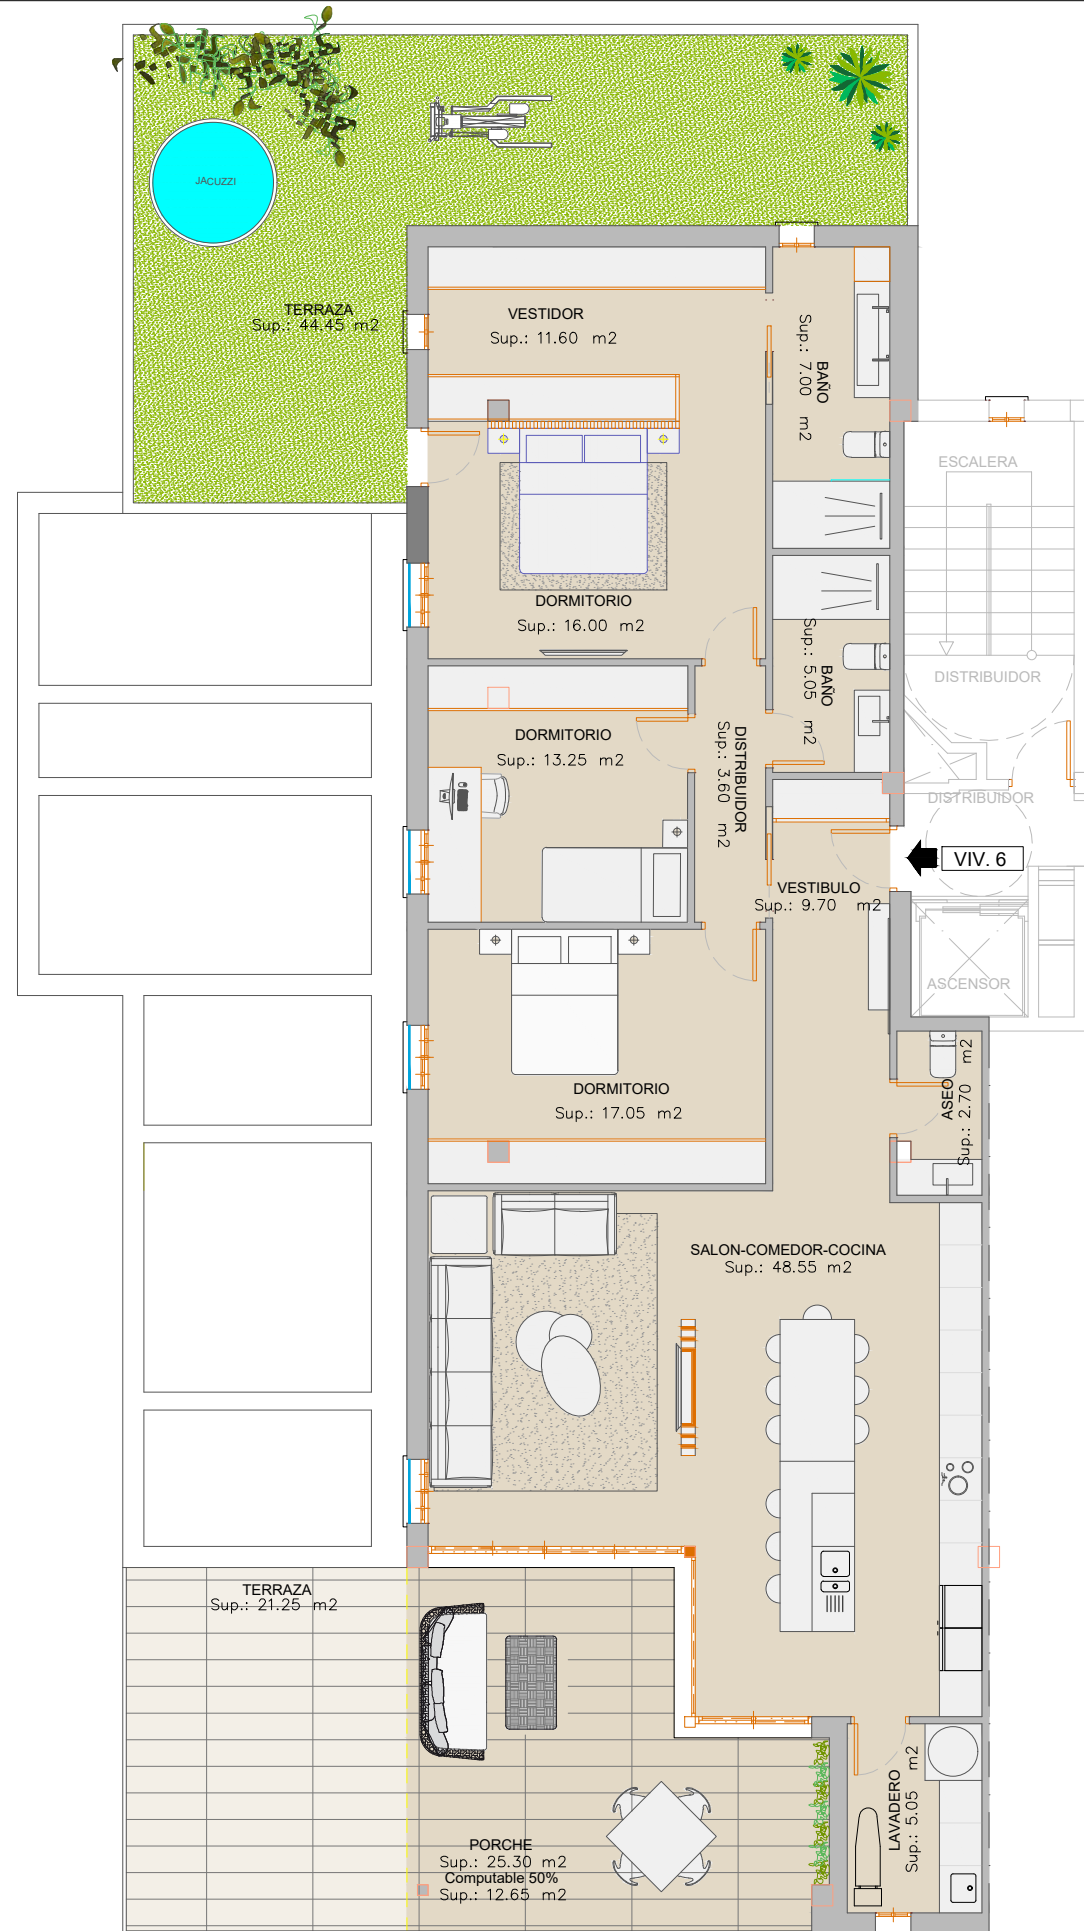 JACUZZI
TERRAZA
Sup.: 44.45 m2
VESTIDOR
Sup.: 11.60 m2
BAÑO
Sup.: 7.00 m2
ESCALERA
DORMITORIO
Sup.: 16.00 m2
BAÑO
Sup.: 5.05 m2
DISTRIBUIDOR
DORMITORIO
Sup.: 13.25 m2
DISTRIBUIDOR
Sup.: 3.60 m2
DISTRIBUIDOR
VIV. 6
VESTIBULO
Sup.: 9.70 m2
ASCENSOR
DORMITORIO
Sup.: 17.05 m2
ASEO
Sup.: 2.70 m2
SALON-COMEDOR-COCINA
Sup.: 48.55 m2
TERRAZA
Sup.: 21.25 m2
PORCHE
Sup.: 25.30 m2
Computable 50%
Sup.: 12.65 m2
LAVADERO
Sup.: 5.05 m2